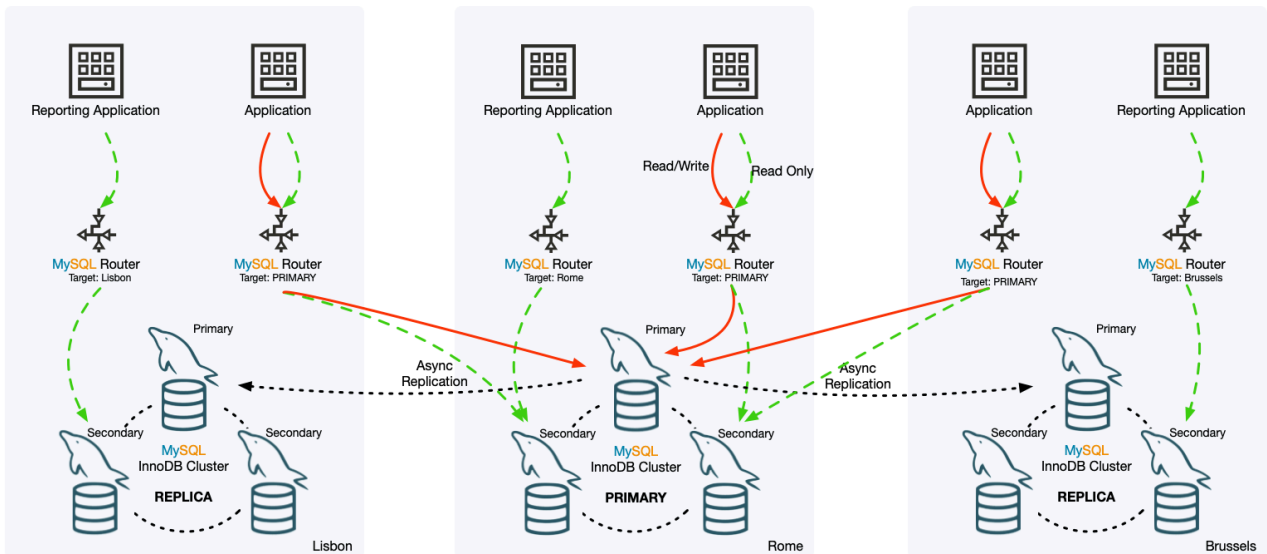 Reporting Application
Application
Reporting Application
Application
Application
Reporting Application
Read/Write
Read Only
MySQL Router
Target: Lisbon
MySQL Router
Target: PRIMARY
MySQL Router
Target: Rome
MySQL Router
Target: PRIMARY
MySQL Router
Target: PRIMARY
MySQL Router
Target: Brussels
Primary
Primary
Primary
Async
Replication
Async
Replication
Secondary
Secondary
MySQL
InnoDB Cluster
REPLICA
Lisbon
Secondary
Secondary
MySQL
InnoDB Cluster
PRIMARY
Rome
Secondary
Secondary
MySQL
InnoDB Cluster
REPLICA
Brussels